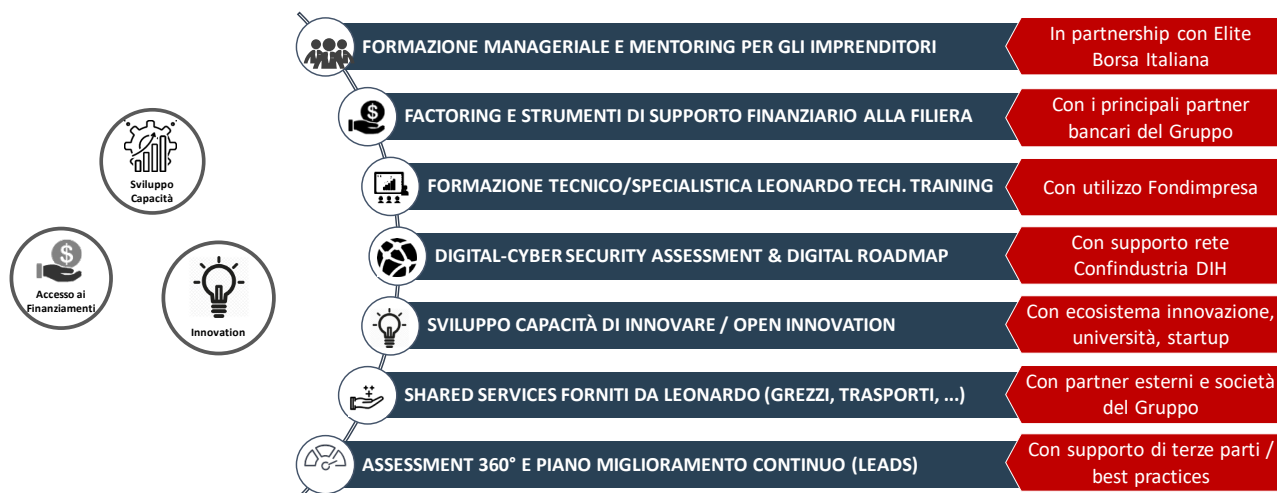 Sviluppo
Capacità
Accesso ai
Finanziamenti
Innovation
FORMAZIONE MANAGERIALE E MENTORING PER GLI IMPRENDITORI
In partnership con Elite
Borsa Italiana
FACTORING E STRUMENTI DI SUPPORTO FINANZIARIO ALLA FILIERA
Con i principali partner
bancari del Gruppo
FORMAZIONE TECNICO/SPECIALISTICA LEONARDO TECH. TRAINING
Con utilizzo Fondimpresa
DIGITAL-CYBER SECURITY ASSESSMENT & DIGITAL ROADMAP
Con supporto rete
Confindustria DIH
SVILUPPO CAPACITÀ DI INNOVARE / OPEN INNOVATION
Con ecosistema innovazione,
università, startup
SHARED SERVICES FORNITI DA LEONARDO (GREZZI, TRASPORTI, ...)
Con partner esterni e società
del Gruppo
ASSESSMENT 360° E PIANO MIGLIORAMENTO CONTINUO (LEADS)
Con supporto di terze parti /
best practices